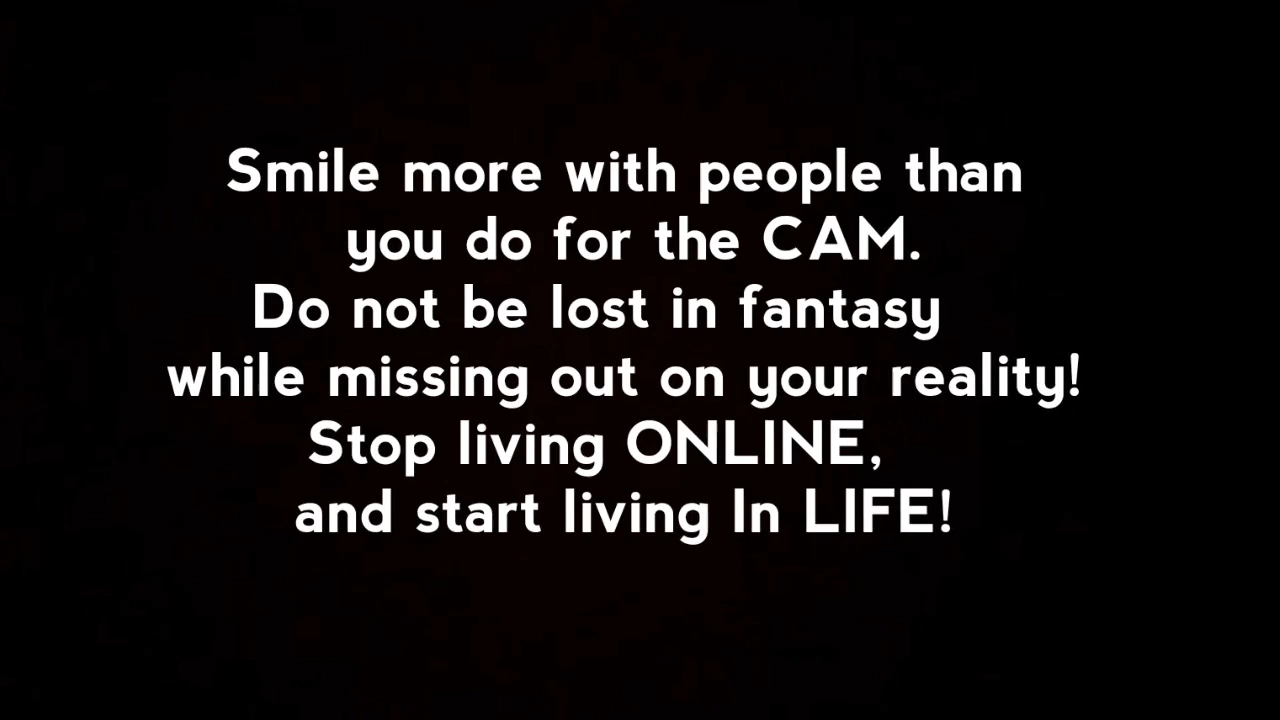 Smile more with people than
you do for the CAM.
Do not be lost in fantasy
while missing out on your reality!
Stop living ONLINE,
and start living In LIFE!